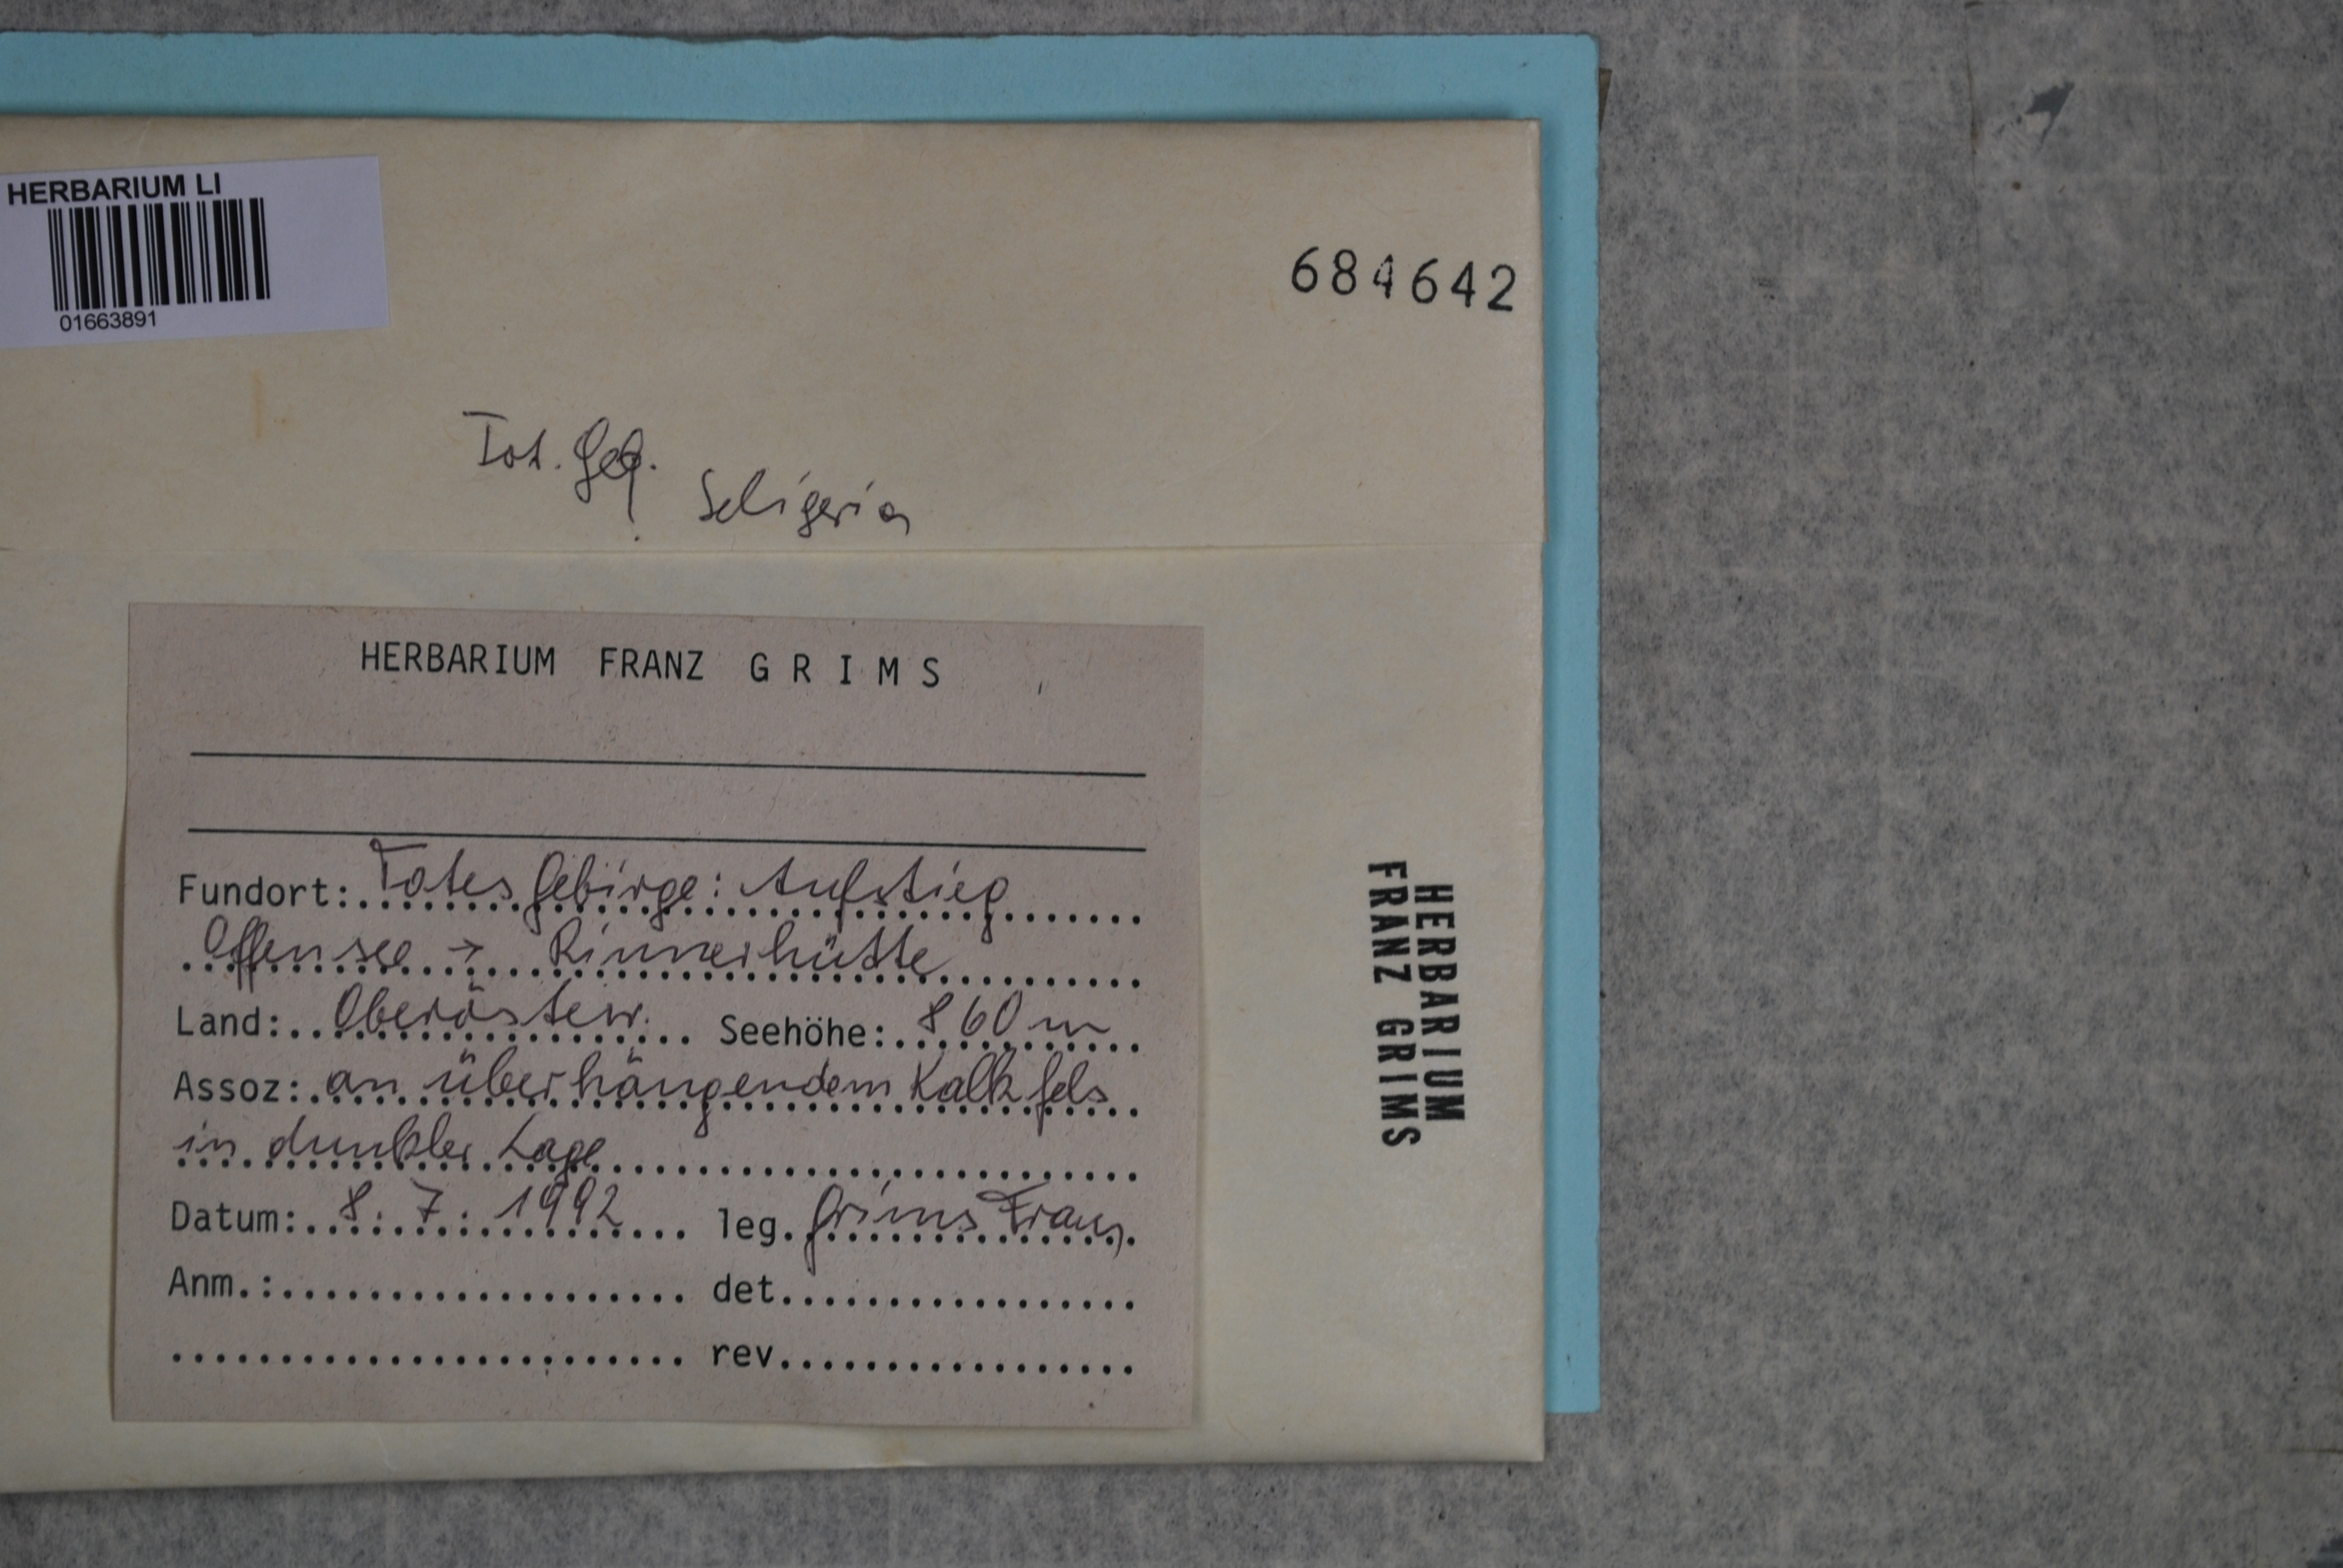 HERBARIUM LI
01663891
684642
Tot. Geb.
Seligeria
HERBARIUM FRANZ G R I M S
Fundort: Totes Gebirge: Aufstieg
Offensee → Rinnerhütte
Land: Oberösterr. Seehöhe: 860 m
Assoz: an überhängendem Kalkfels
in dunkler Lage
Datum: 8. 7. 1992 leg. Grims Franz
Anm.: det.
rev.
HERBARIUM
FRANZ GRIMS